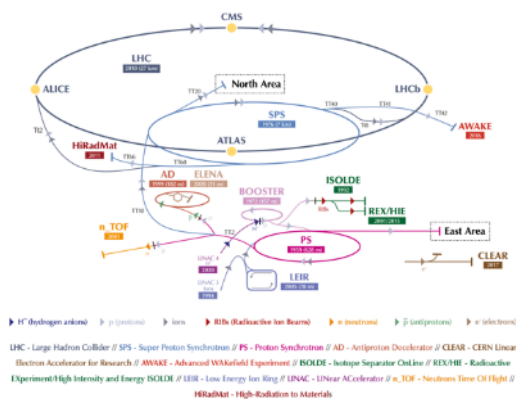 CMS
LHC
2010 (27 km)
North Area
ALICE
TT20
LHCb
TT40
TT41
SPS
1976 (7 km)
TI8
TT42
TI2
AWAKE
2016
HiRadMat
2011
ATLAS
TT66
TT60
AD
1999 (182 m)
ELENA
2020 (31 m)
ISOLDE
1992
BOOSTER
1972 (157 m)
RIBs
REX/HIE
2001/2015
TT10
n_TOF
2001
TT2
East Area
PS
1959 (628 m)
LINAC 4
2020
CLEAR
2017
LINAC 3
ions
1994
LEIR
2005 (78 m)
H⁻ (hydrogen anions) p (protons) ions RIBs (Radioactive Ion Beams) n (neutrons) p̄ (antiprotons) e⁻ (electrons)
LHC - Large Hadron Collider // SPS - Super Proton Synchrotron // PS - Proton Synchrotron // AD - Antiproton Decelerator // CLEAR - CERN Linear
Electron Accelerator for Research // AWAKE - Advanced WAKefield Experiment // ISOLDE - Isotope Separator OnLine // REX/HIE - Radioactive
EXperiment/High Intensity and Energy ISOLDE // LEIR - Low Energy Ion Ring // LINAC - LINear ACcelerator // n_TOF - Neutrons Time Of Flight //
HiRadMat - High-Radiation to Materials